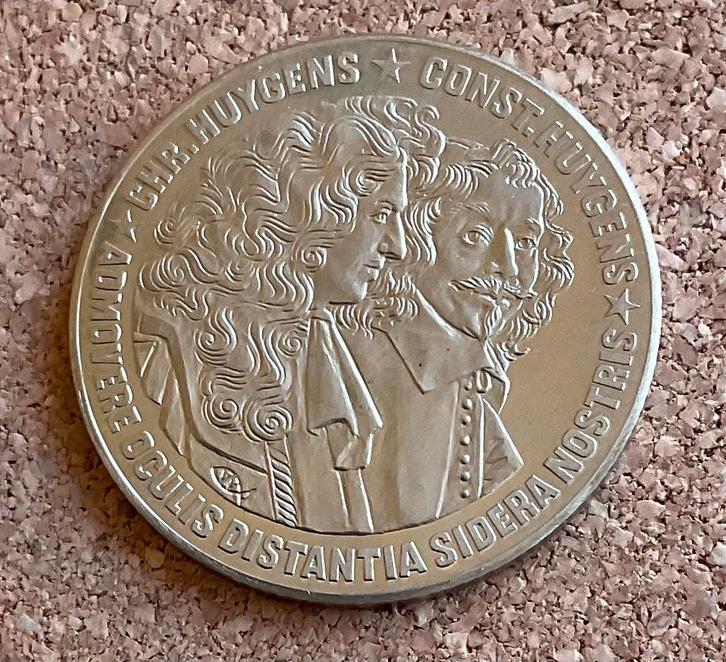 CHR. HUYGENS ★ CONST. HUYGENS ★
ADMOVERE OCULIS DISTANTIA SIDERA NOSTRIS ★